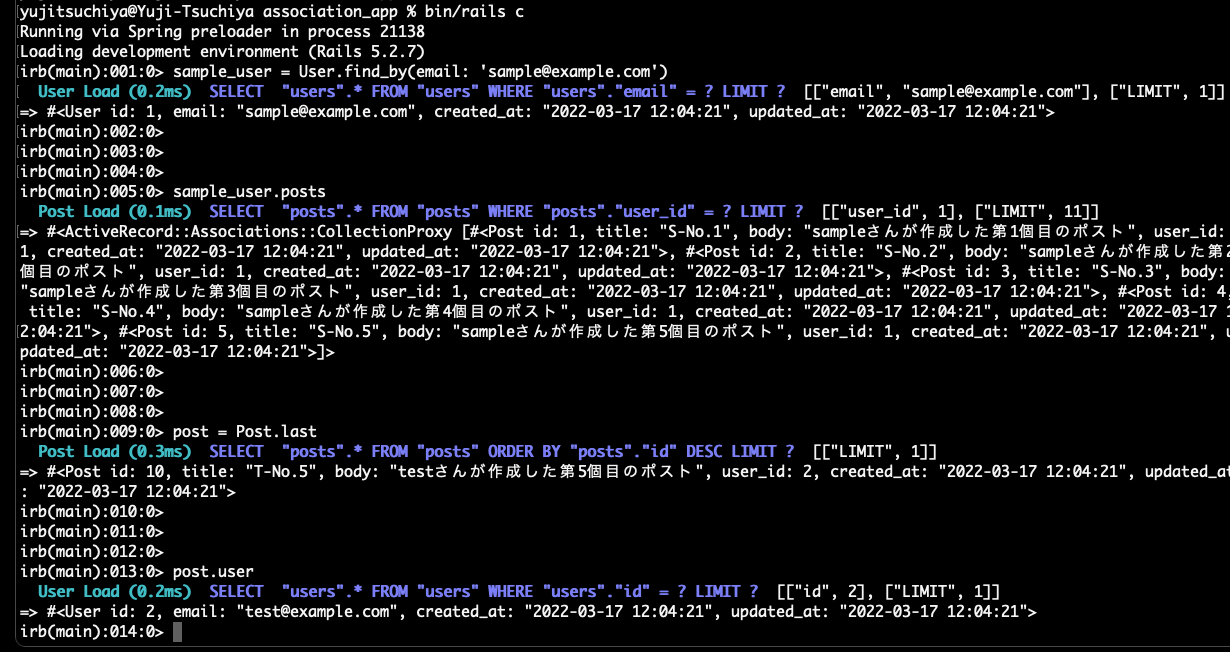 yujitsuchiya@Yuji-Tsuchiya association_app % bin/rails c
Running via Spring preloader in process 21138
Loading development environment (Rails 5.2.7)
irb(main):001:0> sample_user = User.find_by(email: 'sample@example.com')
  User Load (0.2ms)  SELECT  "users".* FROM "users" WHERE "users"."email" = ? LIMIT ?  [["email", "sample@example.com"], ["LIMIT", 1]]
=> #<User id: 1, email: "sample@example.com", created_at: "2022-03-17 12:04:21", updated_at: "2022-03-17 12:04:21">
irb(main):002:0>
irb(main):003:0>
irb(main):004:0>
irb(main):005:0> sample_user.posts
  Post Load (0.1ms)  SELECT  "posts".* FROM "posts" WHERE "posts"."user_id" = ? LIMIT ?  [["user_id", 1], ["LIMIT", 11]]
=> #<ActiveRecord::Associations::CollectionProxy [#<Post id: 1, title: "S-No.1", body: "sampleさんが作成した第1個目のポスト", user_id:
1, created_at: "2022-03-17 12:04:21", updated_at: "2022-03-17 12:04:21">, #<Post id: 2, title: "S-No.2", body: "sampleさんが作成した第2
個目のポスト", user_id: 1, created_at: "2022-03-17 12:04:21", updated_at: "2022-03-17 12:04:21">, #<Post id: 3, title: "S-No.3", body:
"sampleさんが作成した第3個目のポスト", user_id: 1, created_at: "2022-03-17 12:04:21", updated_at: "2022-03-17 12:04:21">, #<Post id: 4,
 title: "S-No.4", body: "sampleさんが作成した第4個目のポスト", user_id: 1, created_at: "2022-03-17 12:04:21", updated_at: "2022-03-17 1
2:04:21">, #<Post id: 5, title: "S-No.5", body: "sampleさんが作成した第5個目のポスト", user_id: 1, created_at: "2022-03-17 12:04:21", u
pdated_at: "2022-03-17 12:04:21">]>
irb(main):006:0>
irb(main):007:0>
irb(main):008:0>
irb(main):009:0> post = Post.last
  Post Load (0.3ms)  SELECT  "posts".* FROM "posts" ORDER BY "posts"."id" DESC LIMIT ?  [["LIMIT", 1]]
=> #<Post id: 10, title: "T-No.5", body: "testさんが作成した第5個目のポスト", user_id: 2, created_at: "2022-03-17 12:04:21", updated_at
: "2022-03-17 12:04:21">
irb(main):010:0>
irb(main):011:0>
irb(main):012:0>
irb(main):013:0> post.user
  User Load (0.2ms)  SELECT  "users".* FROM "users" WHERE "users"."id" = ? LIMIT ?  [["id", 2], ["LIMIT", 1]]
=> #<User id: 2, email: "test@example.com", created_at: "2022-03-17 12:04:21", updated_at: "2022-03-17 12:04:21">
irb(main):014:0>